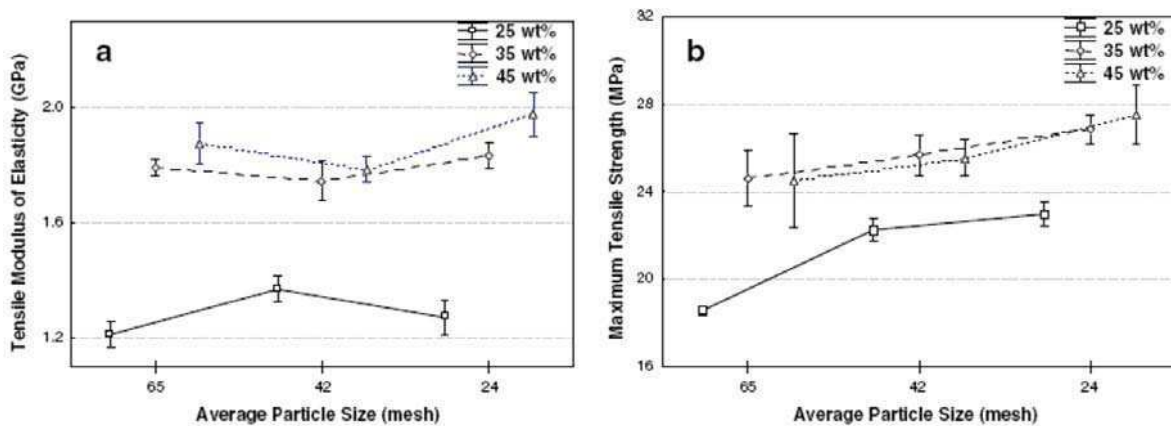 a
25 wt%
35 wt%
45 wt%
Tensile Modulus of Elasticity (GPa)
2.0
1.6
1.2
65
42
24
Average Particle Size (mesh)
b
25 wt%
35 wt%
45 wt%
Maximum Tensile Strength (MPa)
32
28
24
20
16
65
42
24
Average Particle Size (mesh)